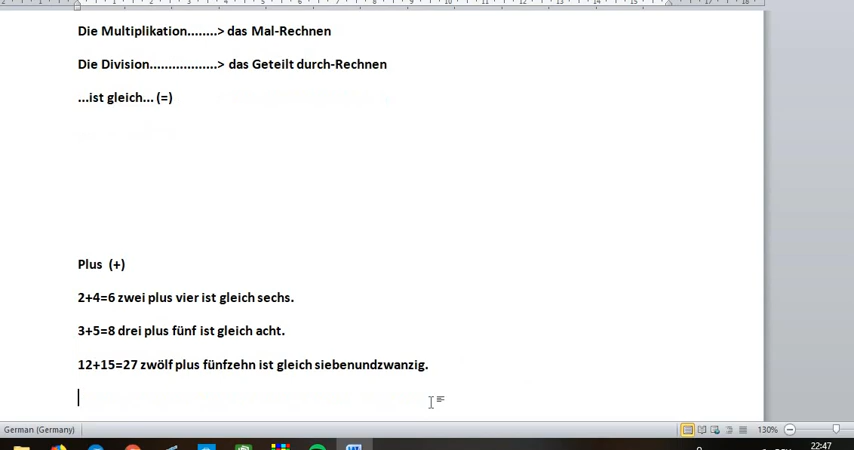 Die Multiplikation........> das Mal-Rechnen
Die Division..................> das Geteilt durch-Rechnen
...ist gleich... (=)
Plus (+)
2+4=6 zwei plus vier ist gleich sechs.
3+5=8 drei plus fünf ist gleich acht.
12+15=27 zwölf plus fünfzehn ist gleich siebenundzwanzig.
German (Germany)
130%
22:47